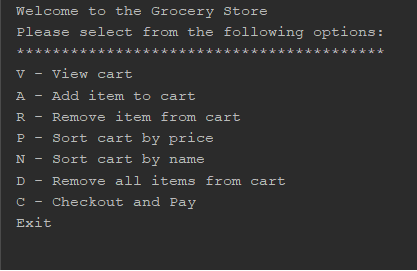 Welcome to the Grocery Store
Please select from the following options:
*****************************************
V - View cart
A - Add item to cart
R - Remove item from cart
P - Sort cart by price
N - Sort cart by name
D - Remove all items from cart
C - Checkout and Pay
Exit